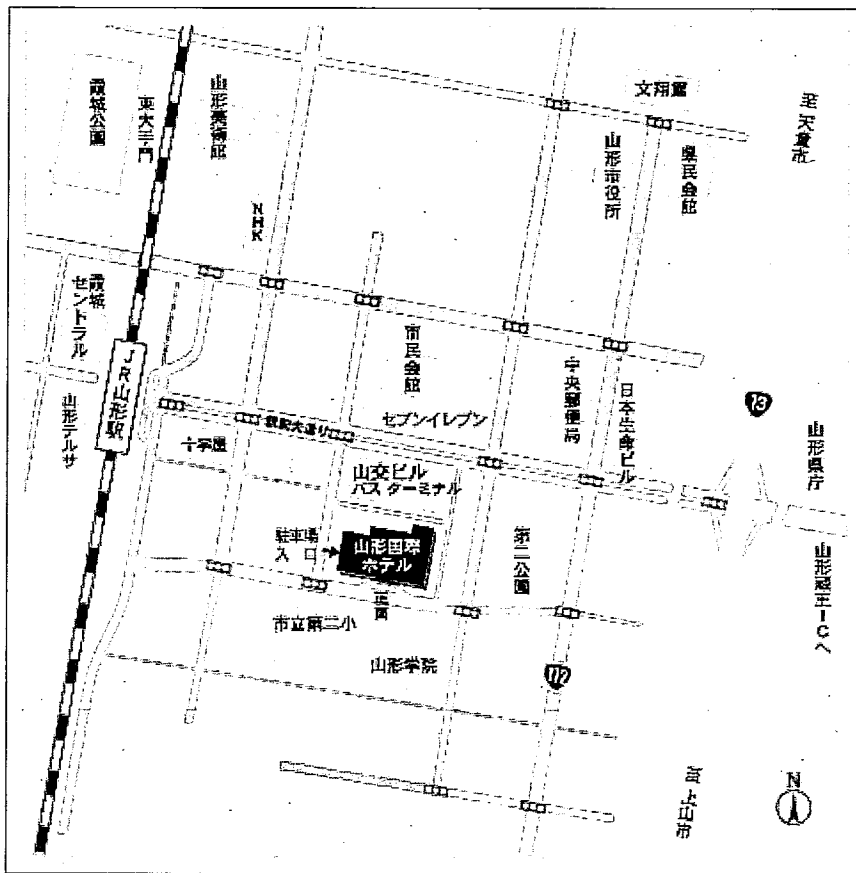 文翔館
至 天童市
霞城公園
東大手門
山形美術館
山形市役所
県民会館
NHK
霞城
セントラル
JR山形駅
市民会館
中央郵便局
日本生命ビル
13
山形県庁
山形テルサ
駅前大通り
セブンイレブン
十字屋
山交ビル
バス ターミナル
駐車場
入 口
山形国際
ホテル
正面
第二公園
山形蔵王ICへ
市立第三小
山形学院
112
至 上山市
N